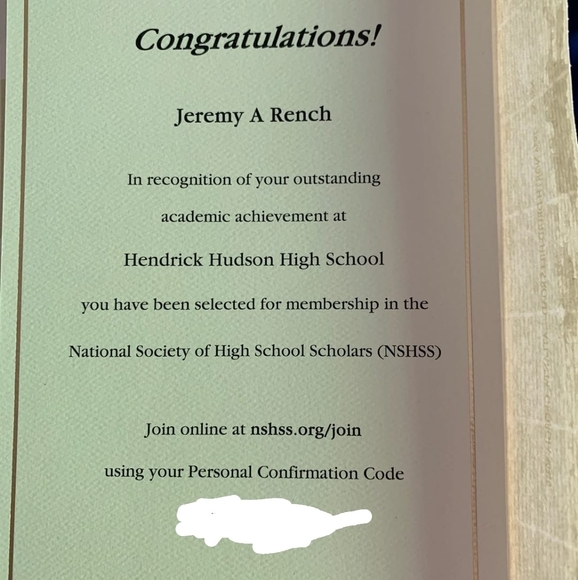 Congratulations!
Jeremy A Rench
In recognition of your outstanding
academic achievement at
Hendrick Hudson High School
you have been selected for membership in the
National Society of High School Scholars (NSHSS)
Join online at nshss.org/join
using your Personal Confirmation Code